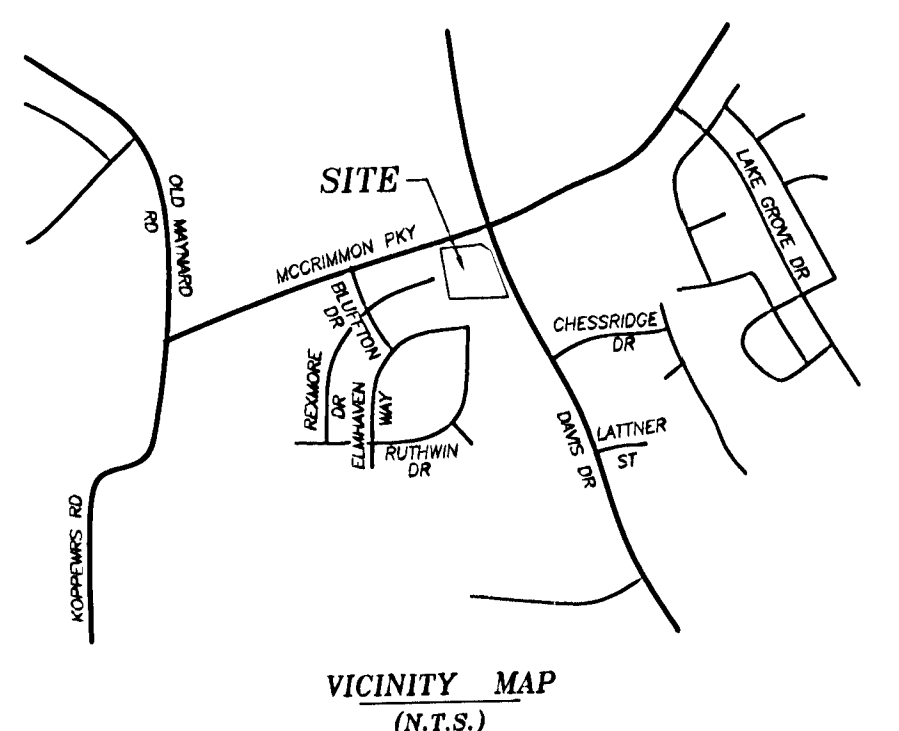 SITE
OLD MAYNARD
RD
MCCRIMMON PKY
LAKE GROVE DR
BLUFFTON
DR
CHESSRIDGE
DR
REXMORE
DR
ELMHAVEN
WAY
RUTHWIN
DR
DAVIS DR
LATTNER
ST
KOPPEWRS RD
VICINITY MAP
(N.T.S.)